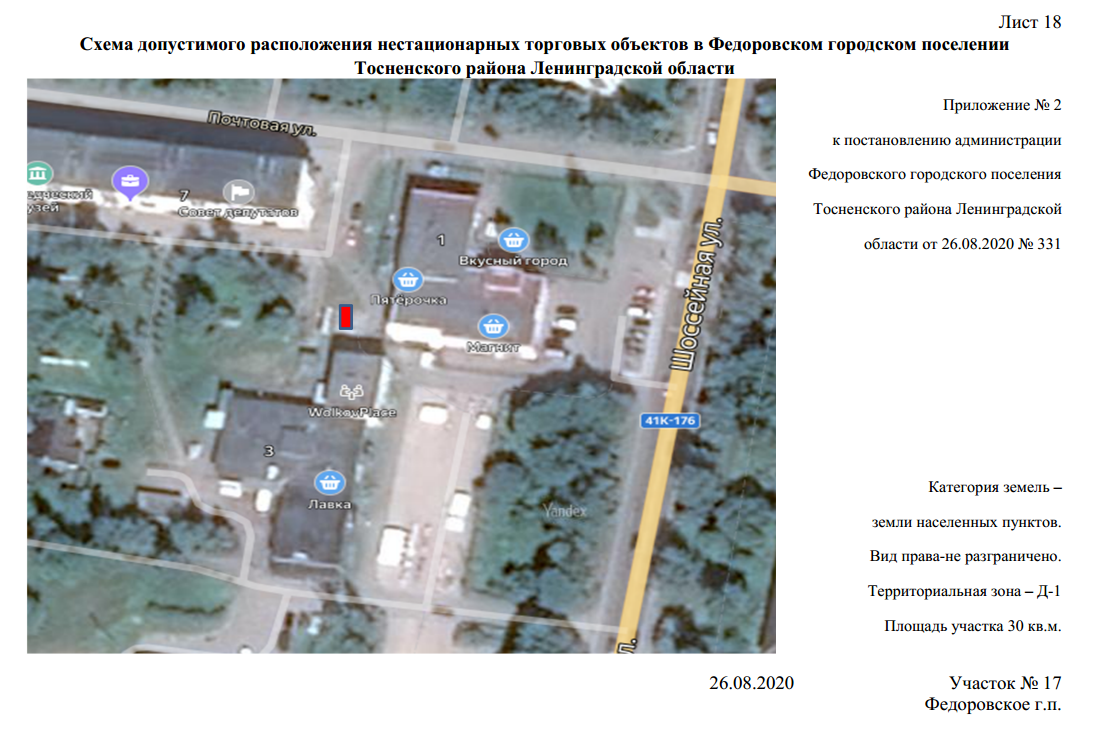 Лист 18
Схема допустимого расположения нестационарных торговых объектов в Федоровском городском поселении
Тосненского района Ленинградской области
Приложение № 2
к постановлению администрации
Федоровского городского поселения
Тосненского района Ленинградской
области от 26.08.2020 № 331
Почтовая ул.
7
Совет депутатов
1
Вкусный город
Пятёрочка
Магнит
Шоссейная ул.
WolkovPlace
41К-176
3
Лавка
Yandex
Категория земель –
земли населенных пунктов.
Вид права-не разграничено.
Территориальная зона – Д-1
Площадь участка 30 кв.м.
26.08.2020
Участок № 17
Федоровское г.п.